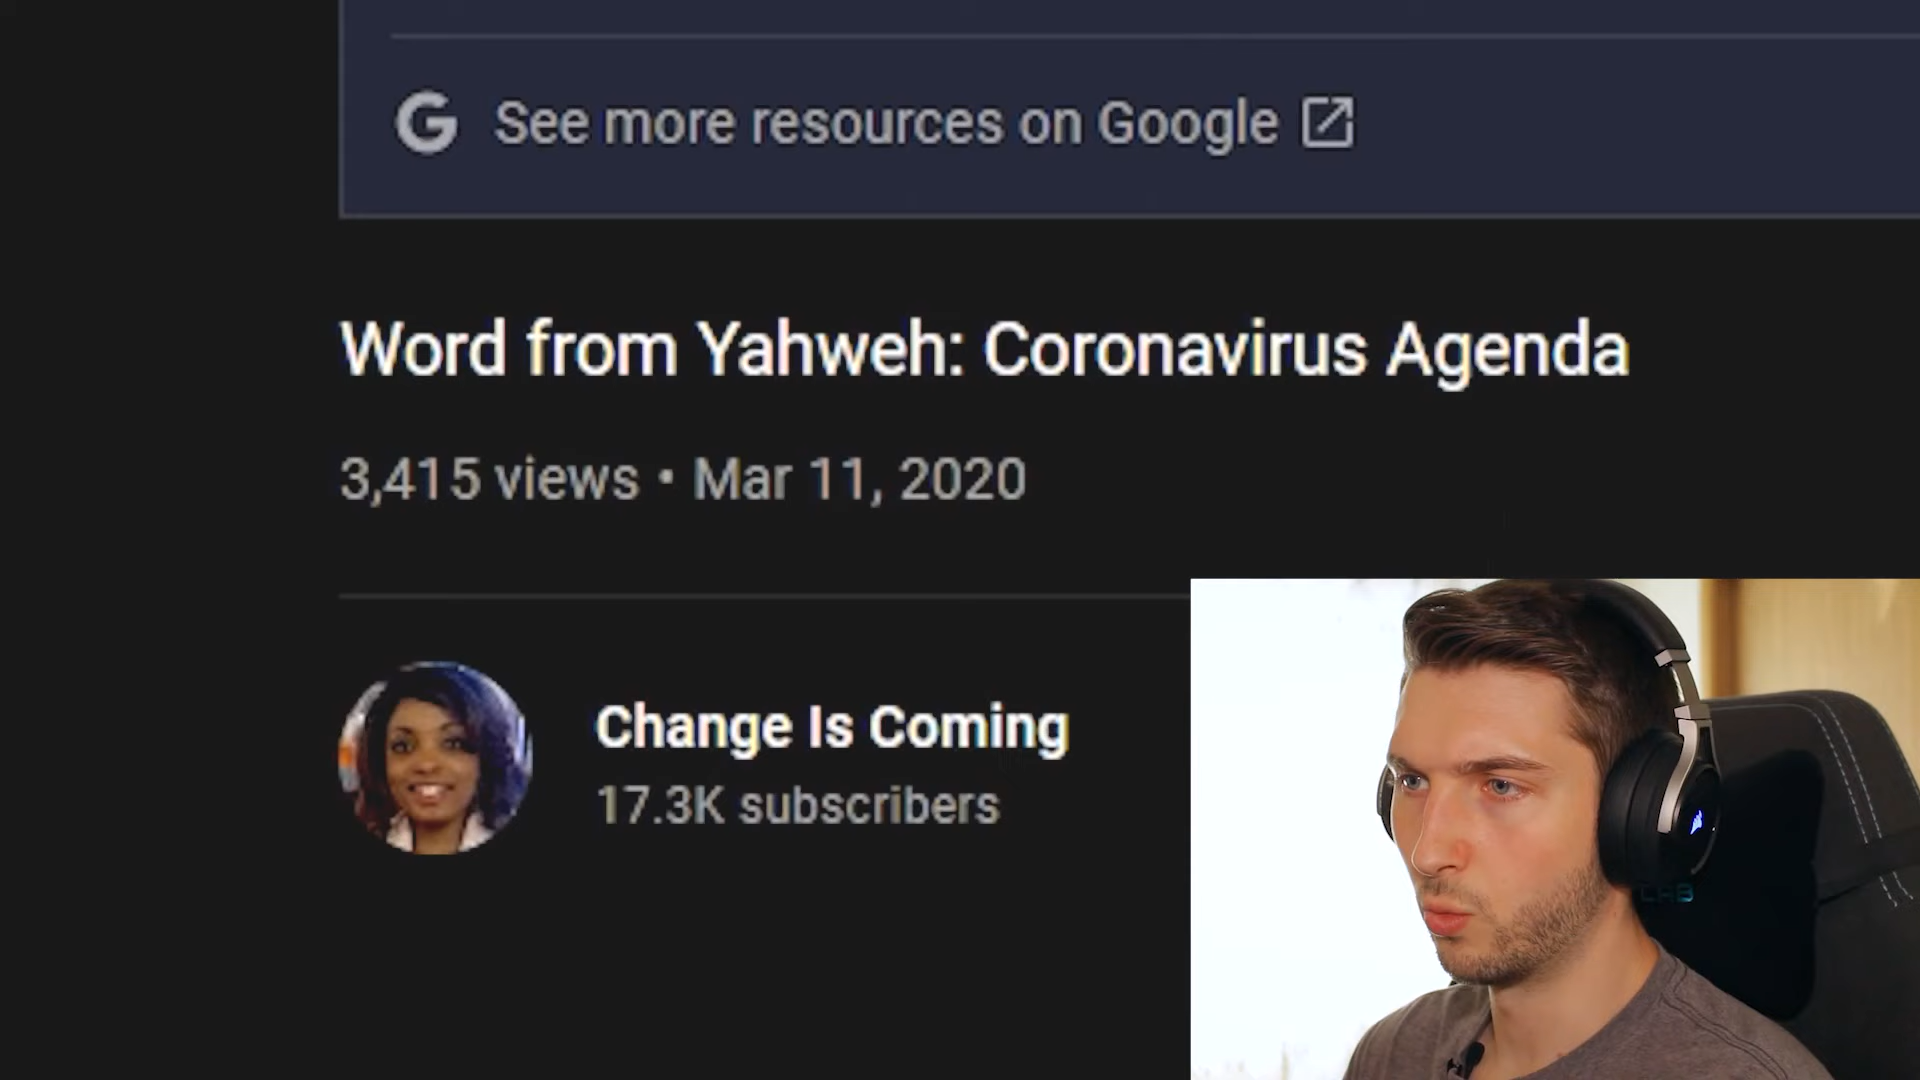 See more resources on Google
Word from Yahweh: Coronavirus Agenda
3,415 views • Mar 11, 2020
Change Is Coming
17.3K subscribers